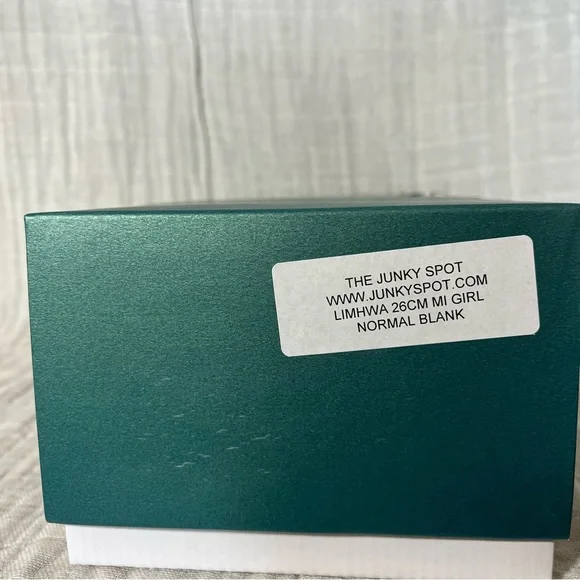 THE JUNKY SPOT
WWW.JUNKYSPOT.COM
LIMHWA 26CM MI GIRL
NORMAL BLANK